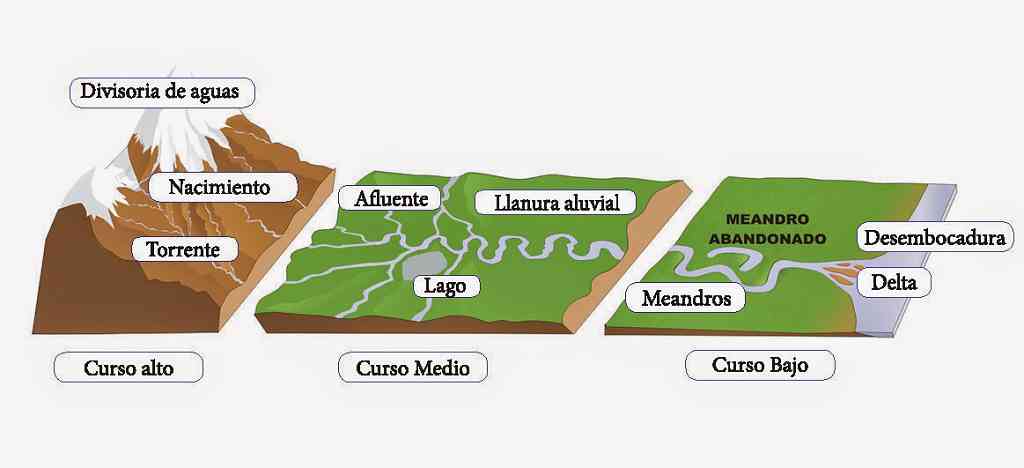 Divisoria de aguas
Nacimiento
Torrente
Curso alto
Afluente
Llanura aluvial
Lago
Curso Medio
MEANDRO
ABANDONADO
Desembocadura
Delta
Meandros
Curso Bajo